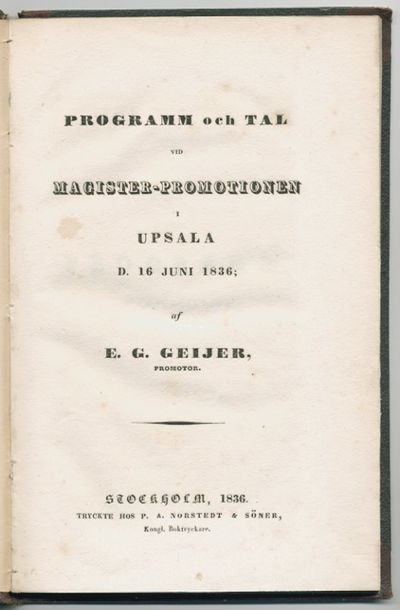 PROGRAMM och TAL
VID
MAGISTER-PROMOTIONEN
I
UPSALA
D. 16 JUNI 1836;
af
E. G. GEIJER,
PROMOTOR.
STOCKHOLM, 1836.
TRYCKTE HOS P. A. NORSTEDT & SÖNER,
Kongl. Boktryckare.